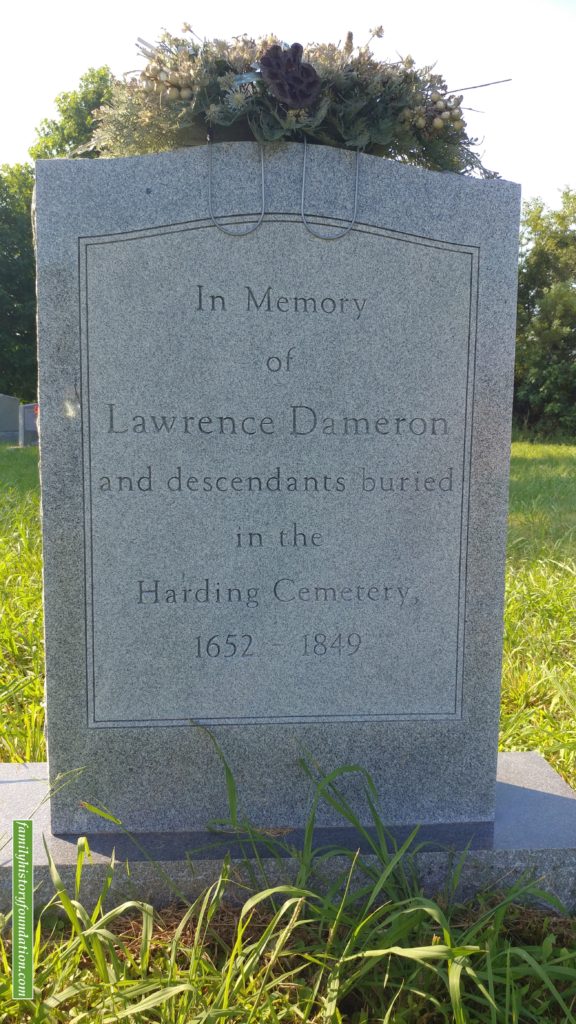 In Memory
of
Lawrence Dameron
and descendants buried
in the
Harding Cemetery,
1652 - 1849
familyhistoryfoundation.com